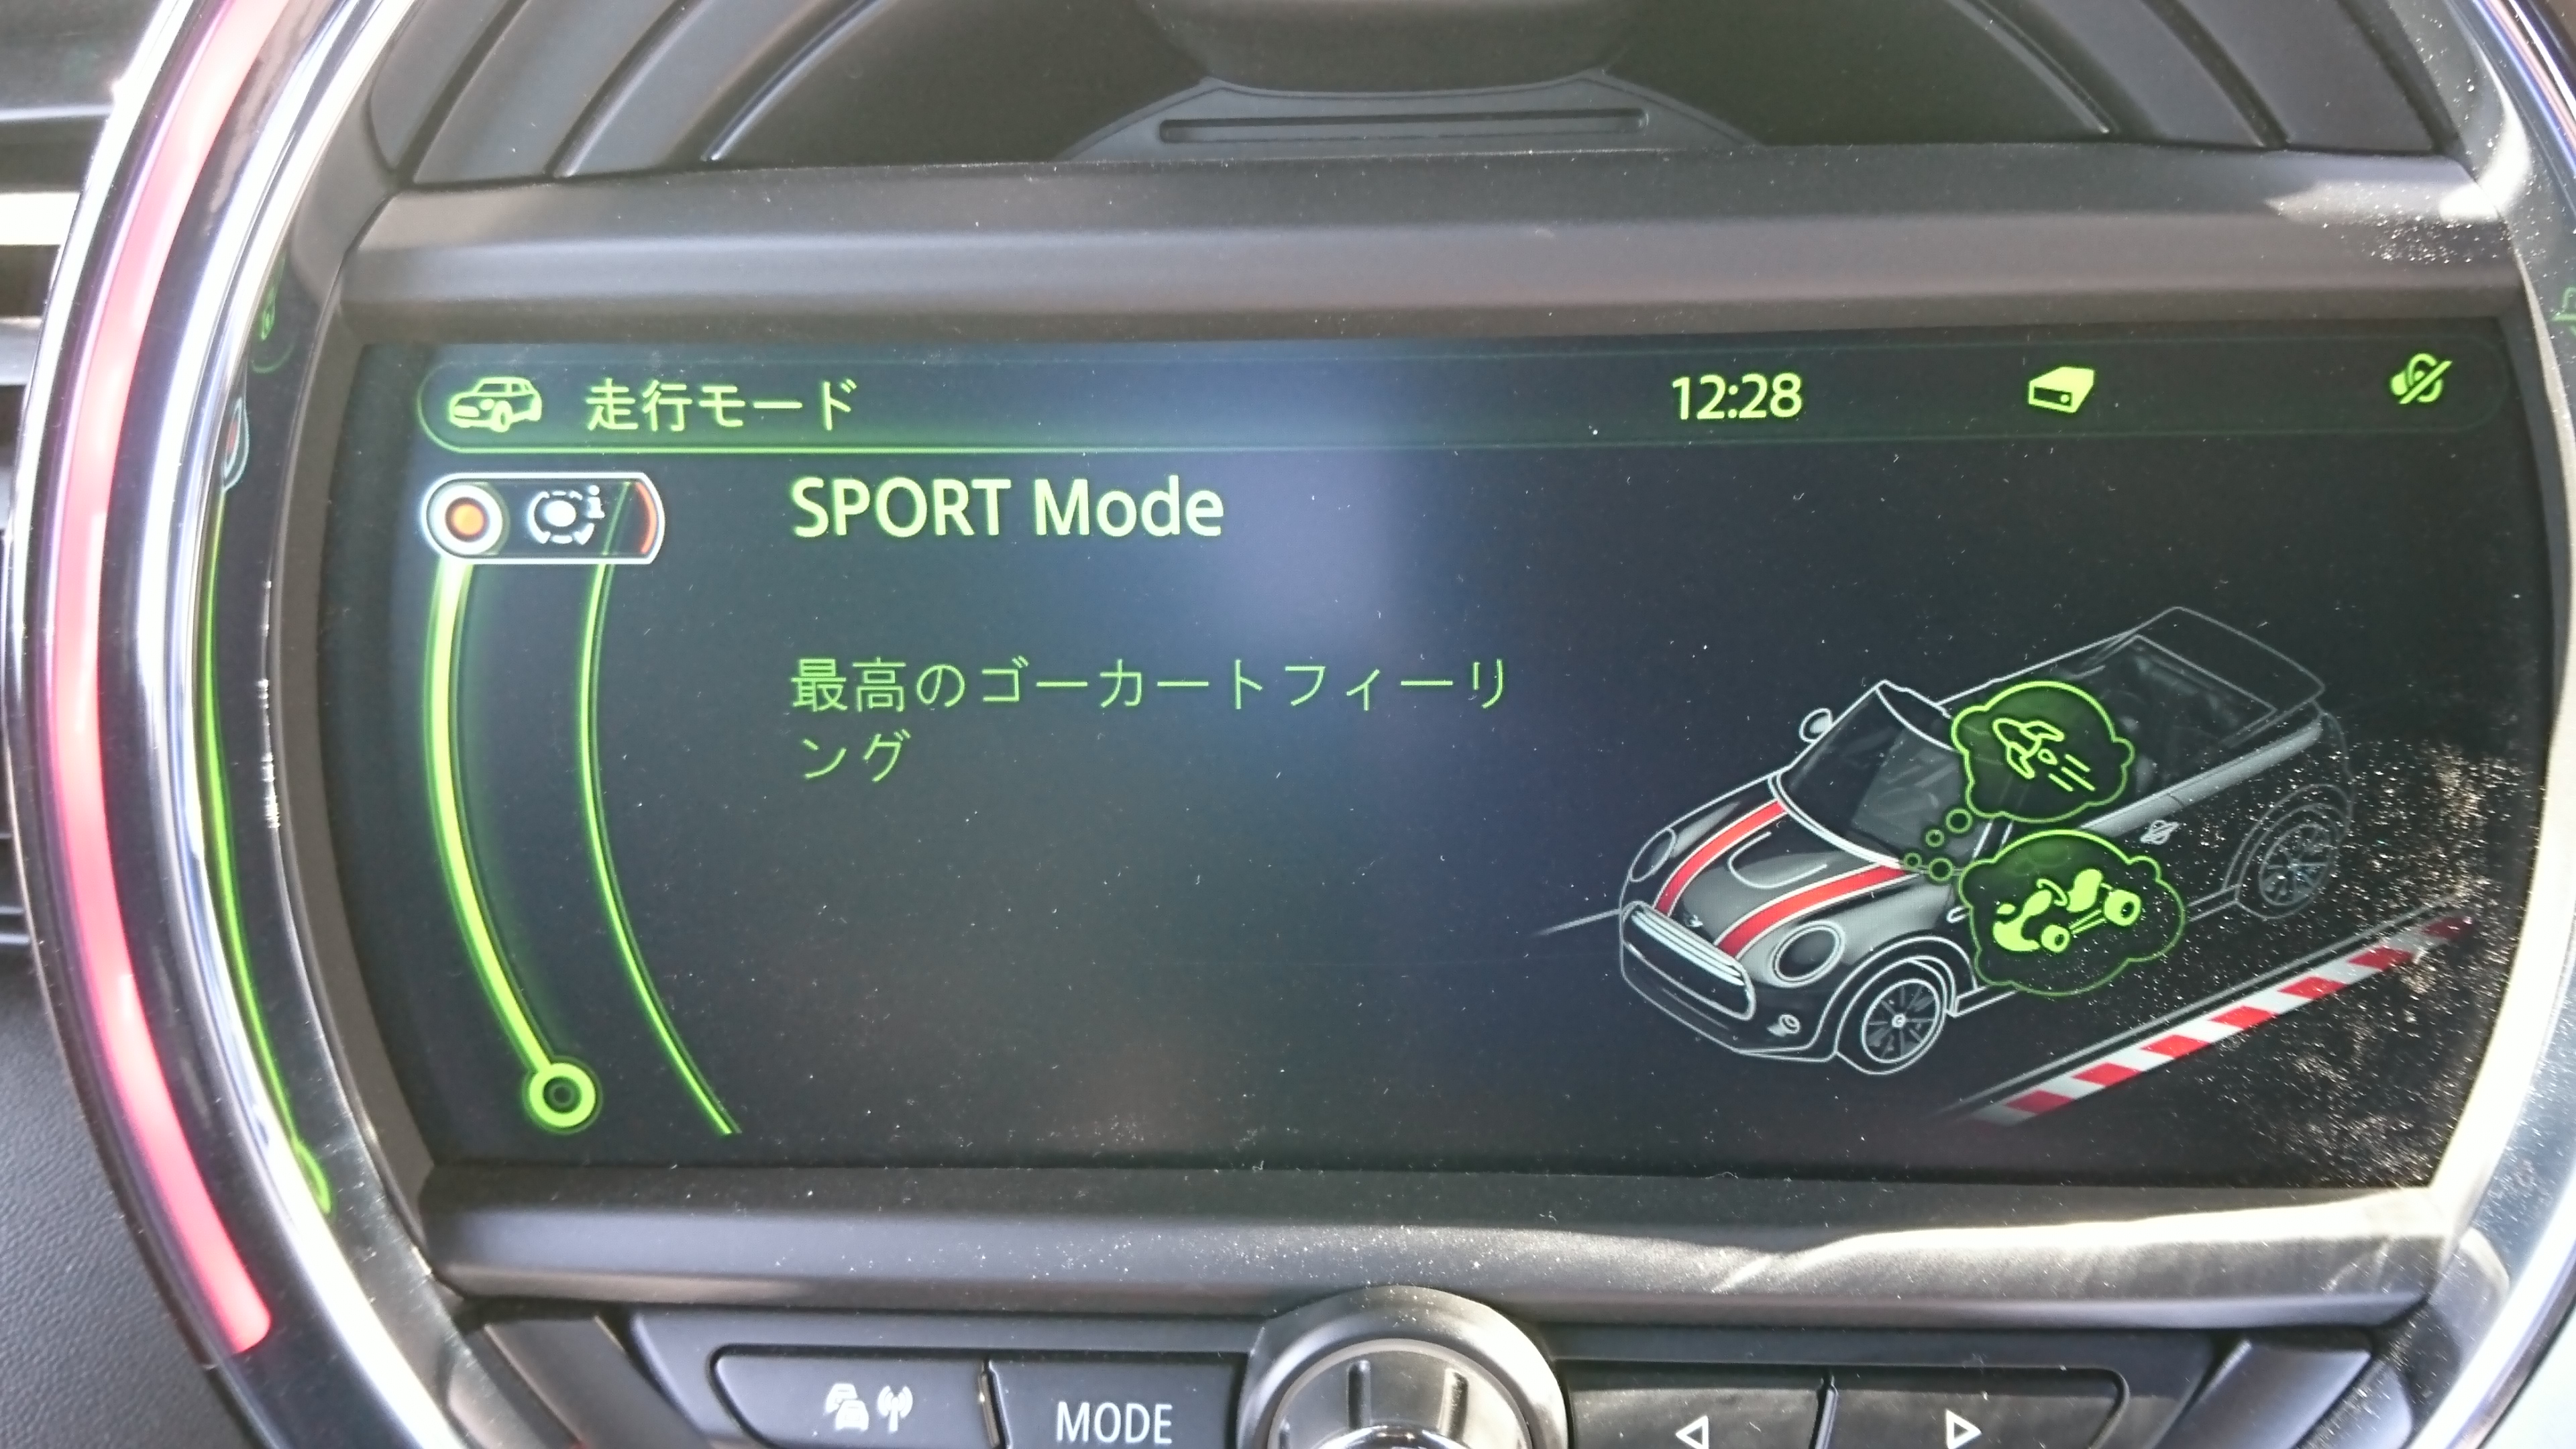 走行モード 12:28
SPORT Mode
最高のゴーカートフィーリ
ング
MODE